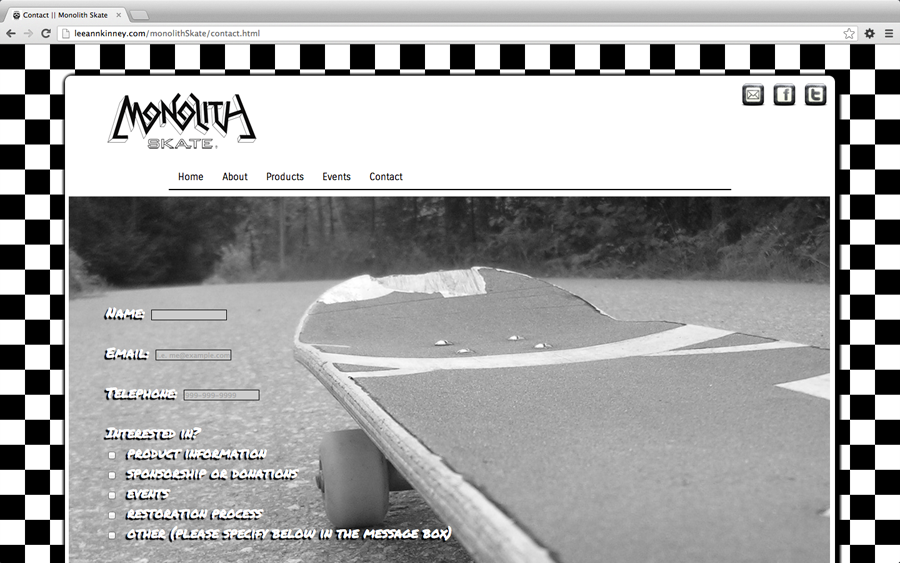 Contact || Monolith Skate
leeannkinney.com/monolithSkate/contact.html
MONOLITH
SKATE
Home About Products Events Contact
Name:
Email: i.e. me@example.com
Telephone: 999-999-9999
Interested in?
product information
sponsorship or donations
events
restoration process
other (please specify below in the message box)